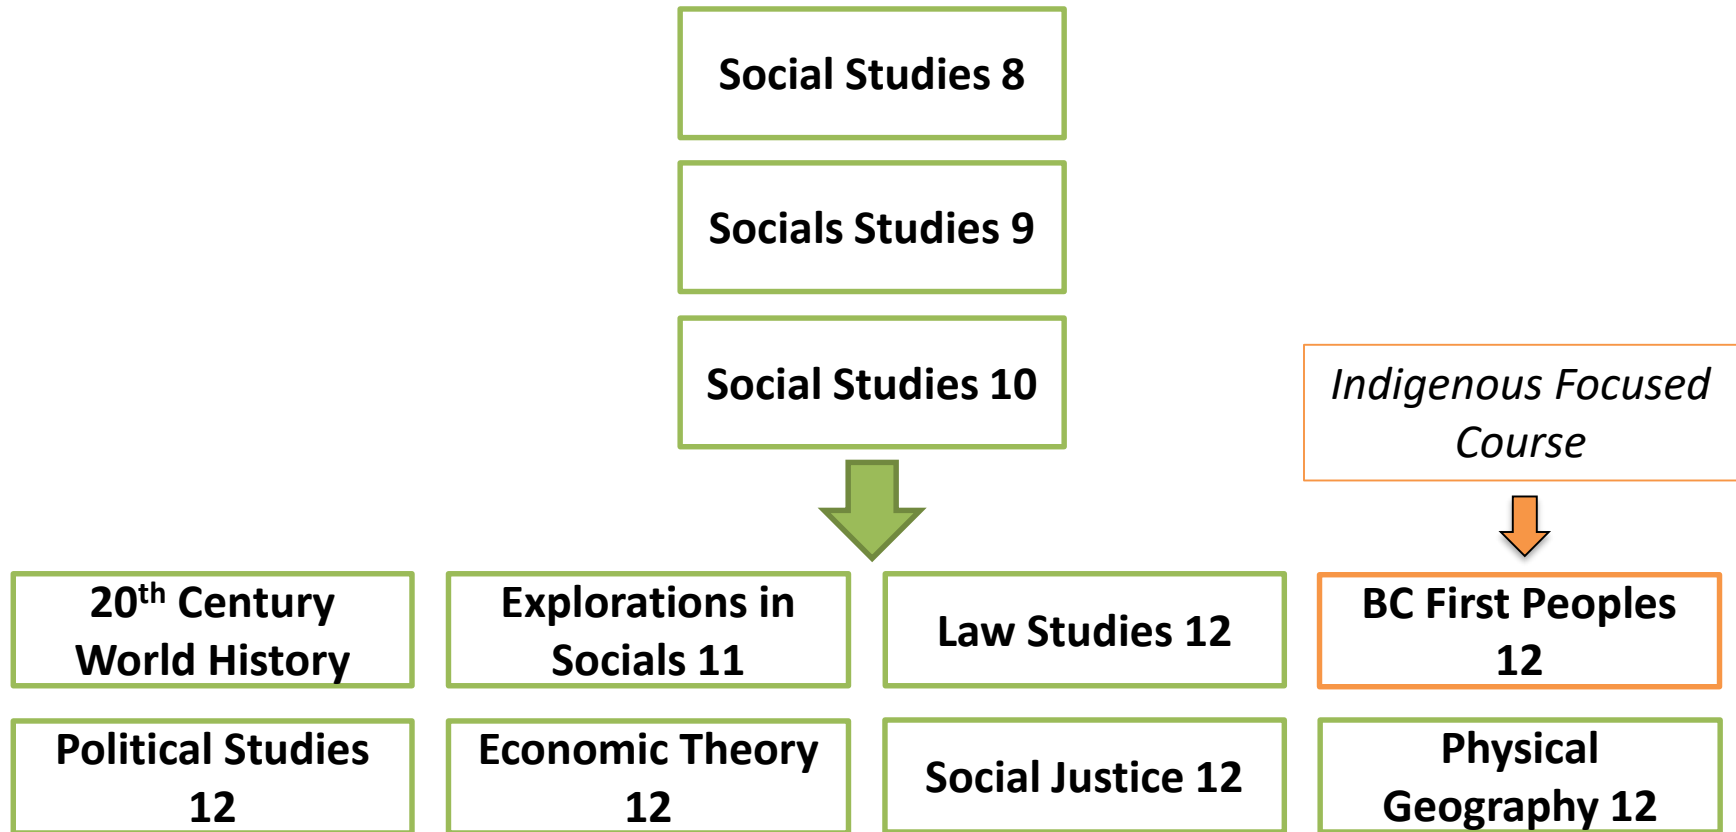 Social Studies 8
Socials Studies 9
Social Studies 10
Indigenous Focused
Course
20th Century
World History
Explorations in
Socials 11
Law Studies 12
BC First Peoples
12
Political Studies
12
Economic Theory
12
Social Justice 12
Physical
Geography 12